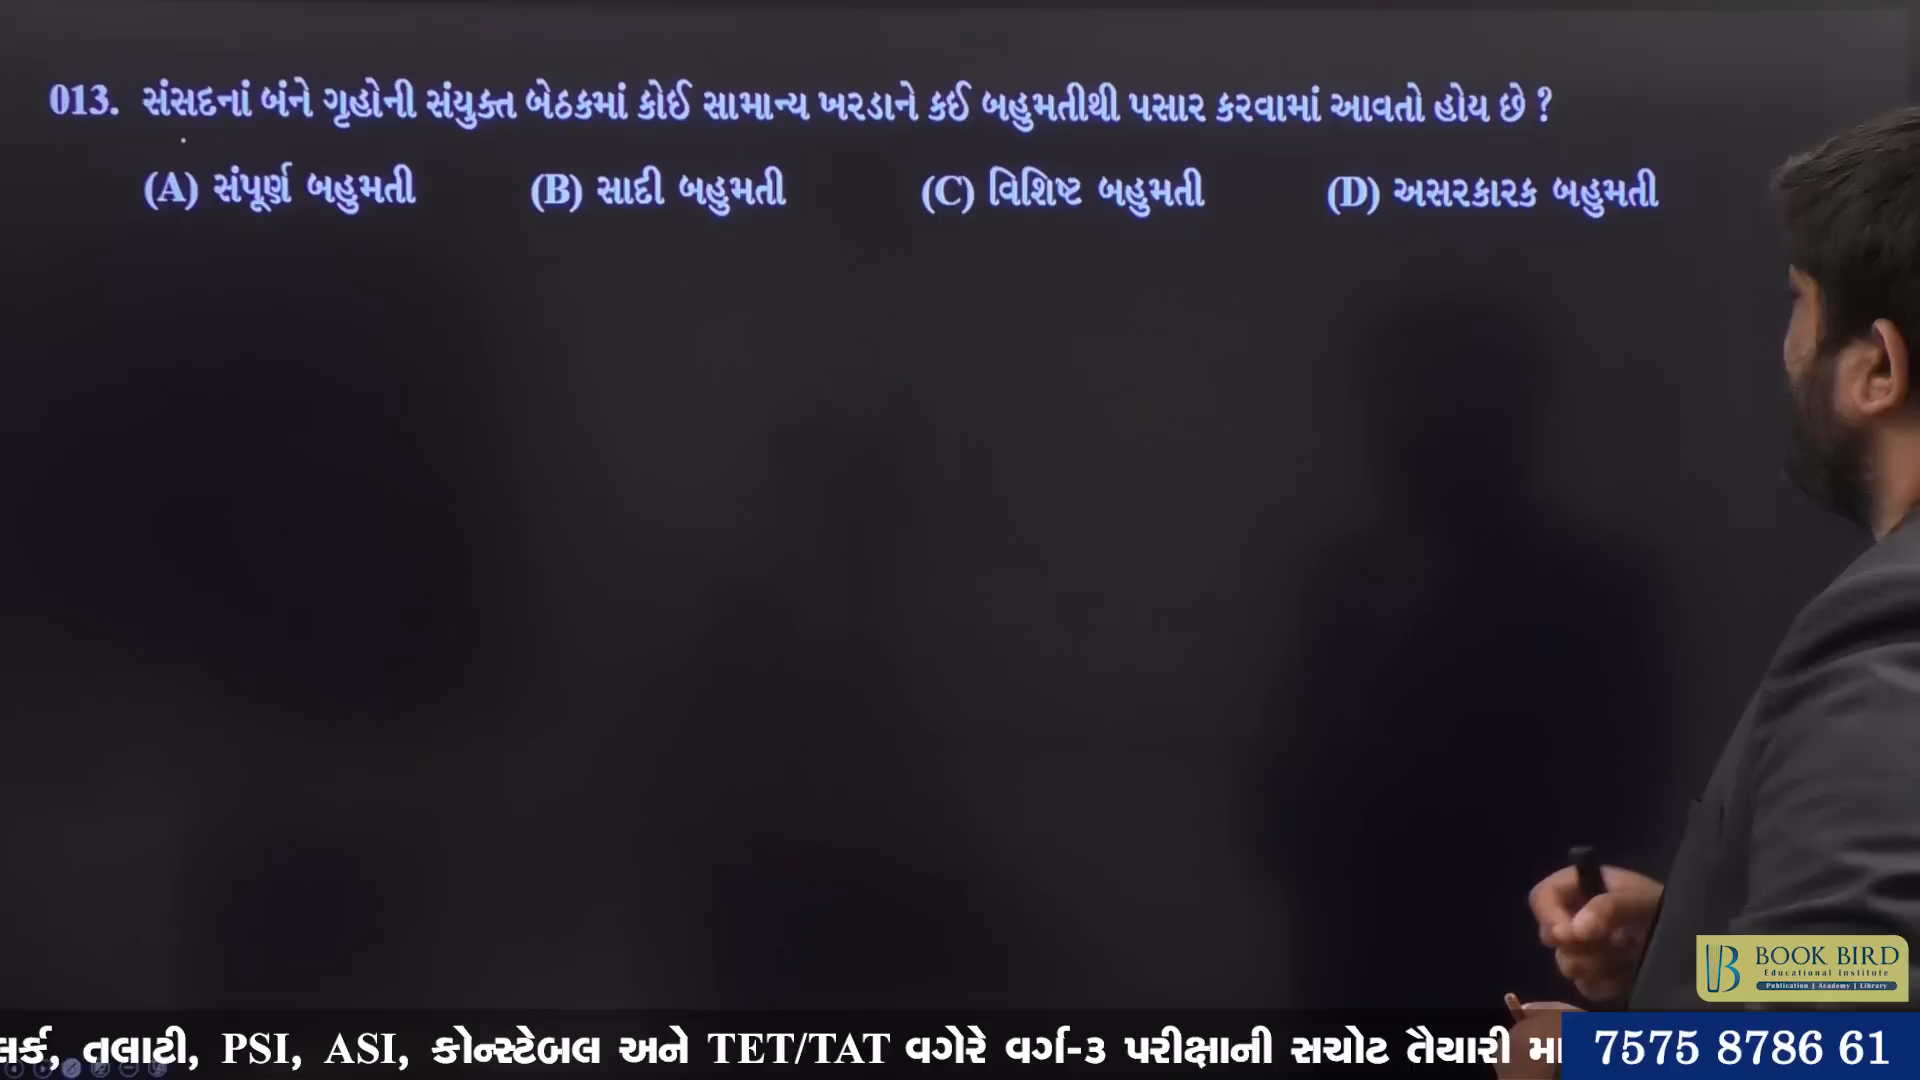 013. સંસદનાં બંને ગૃહોની સંયુક્ત બેઠકમાં કોઈ સામાન્ય ખરડાને કઈ બહુમતીથી પસાર કરવામાં આવતો હોય છે ?
(A) સંપૂર્ણ બહુમતી (B) સાદી બહુમતી (C) વિશિષ્ટ બહુમતી (D) અસરકારક બહુમતી
BOOK BIRD
Educational Institute
Publication | Academy | Library
તલાટી, PSI, ASI, કોન્સ્ટેબલ અને TET/TAT વગેરે વર્ગ-૩ પરીક્ષાની સચોટ તૈયારી 7575 8786 61